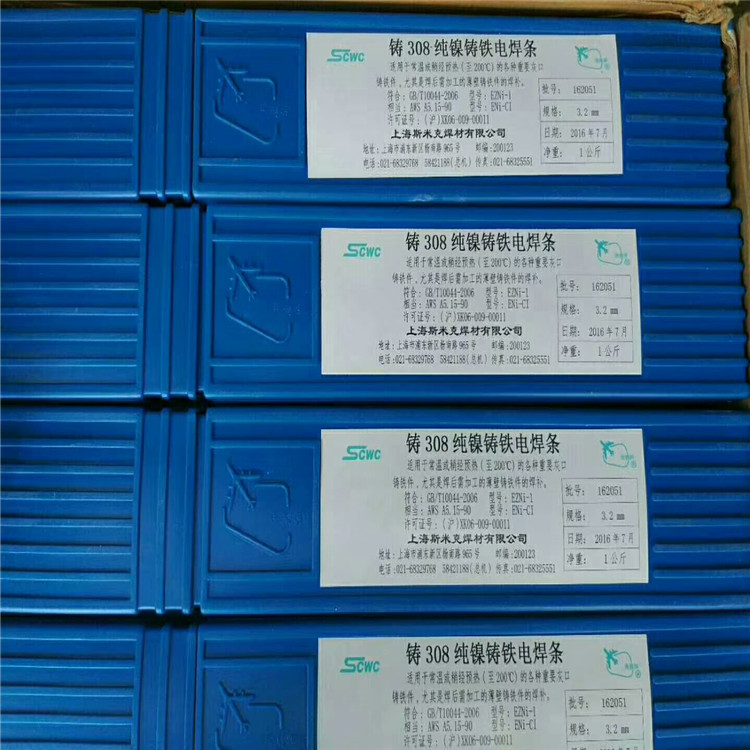 SCWC
铸308纯镍铸铁电焊条
适用于常温或稍经预热(至200℃)的各种重要灰口
铸铁件,尤其是焊后需加工的薄壁铸铁件的焊补。
符合:GB/T10044-2006 型号:EZNi-1
相当:AWS A5.15-90 型号:ENi-CI
许可证号:(沪)XK06-009-00011
上海斯米克焊材有限公司
地址:上海市浦东新区杨南路965号 邮编:200123
电话:021-68329768 58421188(总机) 传真:021-68325551
批号: 162051
规格: 3.2 mm
日期: 2016年7月
净重: 1公斤
SCWC
铸308纯镍铸铁电焊条
适用于常温或稍经预热(至200℃)的各种重要灰口
铸铁件,尤其是焊后需加工的薄壁铸铁件的焊补。
符合:GB/T10044-2006 型号:EZNi-1
相当:AWS A5.15-90 型号:ENi-CI
许可证号:(沪)XK06-009-00011
上海斯米克焊材有限公司
地址:上海市浦东新区杨南路965号 邮编:200123
电话:021-68329768 58421188(总机) 传真:021-68325551
批号: 162051
规格: 3.2 mm
日期: 2016年7月
净重: 1公斤
SCWC
铸308纯镍铸铁电焊条
适用于常温或稍经预热(至200℃)的各种重要灰口
铸铁件,尤其是焊后需加工的薄壁铸铁件的焊补。
符合:GB/T10044-2006 型号:EZNi-1
相当:AWS A5.15-90 型号:ENi-CI
许可证号:(沪)XK06-009-00011
上海斯米克焊材有限公司
地址:上海市浦东新区杨南路965号 邮编:200123
电话:021-68329768 58421188(总机) 传真:021-68325551
批号: 162051
规格: 3.2 mm
日期: 2016年7月
净重: 1公斤
SCWC
铸308纯镍铸铁电焊条
适用于常温或稍经预热(至200℃)的各种重要灰口
铸铁件,尤其是焊后需加工的薄壁铸铁件的焊补。
符合:GB/T10044-2006 型号:EZNi-1
相当:AWS A5.15-90 型号:ENi-CI
许可证号:(沪)XK06-009-00011
批号: 162051
规格: 3.2 mm
日期: 2016年7月